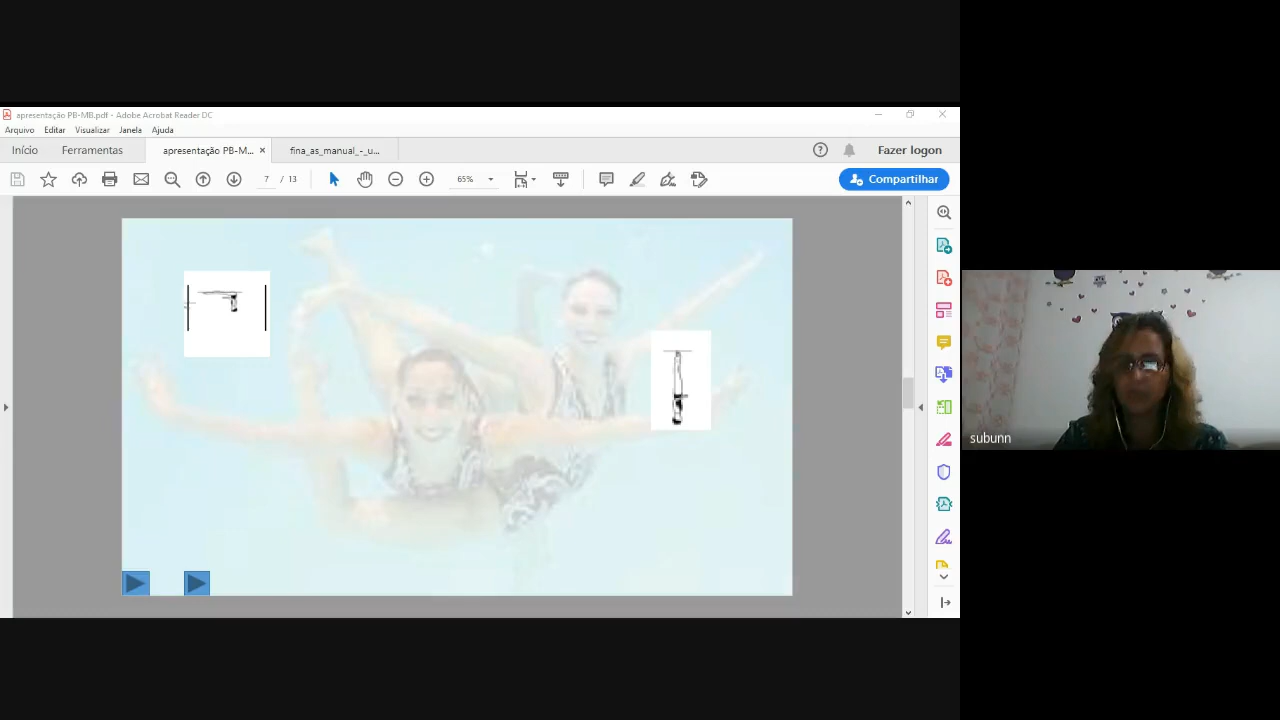 apresentação PB-MB.pdf - Adobe Acrobat Reader DC
Arquivo Editar Visualizar Janela Ajuda
Início Ferramentas apresentação PB-M... × fina_as_manual_-_u... Fazer logon
7 / 13 65% Compartilhar
subunn